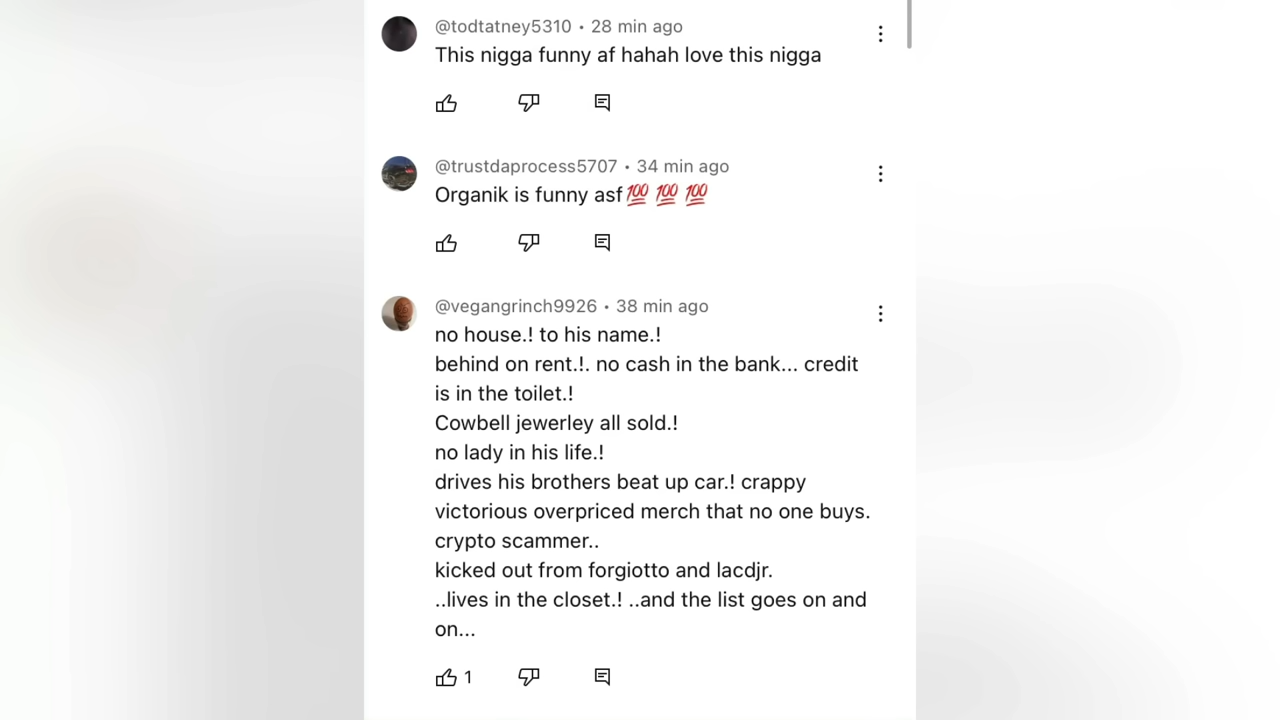 @todtatney5310 • 28 min ago
This nigga funny af hahah love this nigga
@trustdaprocess5707 • 34 min ago
Organik is funny asf💯 💯 💯
@vegangrinch9926 • 38 min ago
no house.! to his name.!
behind on rent.!. no cash in the bank... credit
is in the toilet.!
Cowbell jewerley all sold.!
no lady in his life.!
drives his brothers beat up car.! crappy
victorious overpriced merch that no one buys.
crypto scammer..
kicked out from forgiotto and lacdjr.
..lives in the closet.! ..and the list goes on and
on...
1